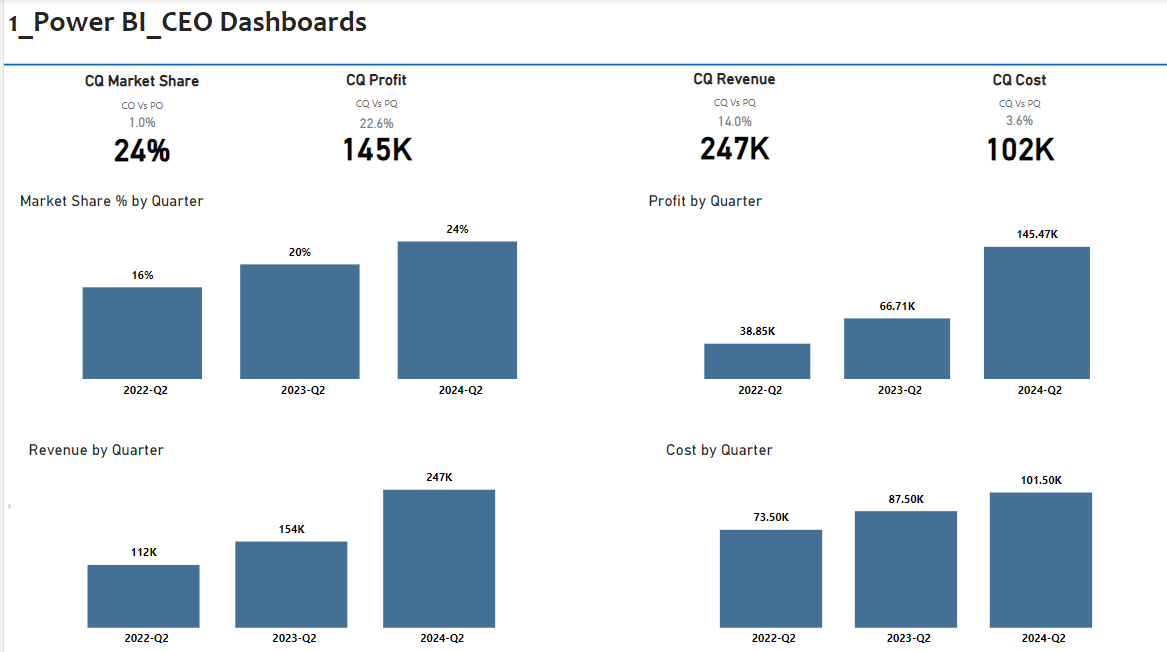 1_Power BI_CEO Dashboards
CQ Market Share
CQ Vs PQ
1.0%
24%
CQ Profit
CQ Vs PQ
22.6%
145K
CQ Revenue
CQ Vs PQ
14.0%
247K
CQ Cost
CQ Vs PQ
3.6%
102K
Market Share % by Quarter
16%
20%
24%
2022-Q2
2023-Q2
2024-Q2
Profit by Quarter
38.85K
66.71K
145.47K
2022-Q2
2023-Q2
2024-Q2
Revenue by Quarter
112K
154K
247K
2022-Q2
2023-Q2
2024-Q2
Cost by Quarter
73.50K
87.50K
101.50K
2022-Q2
2023-Q2
2024-Q2